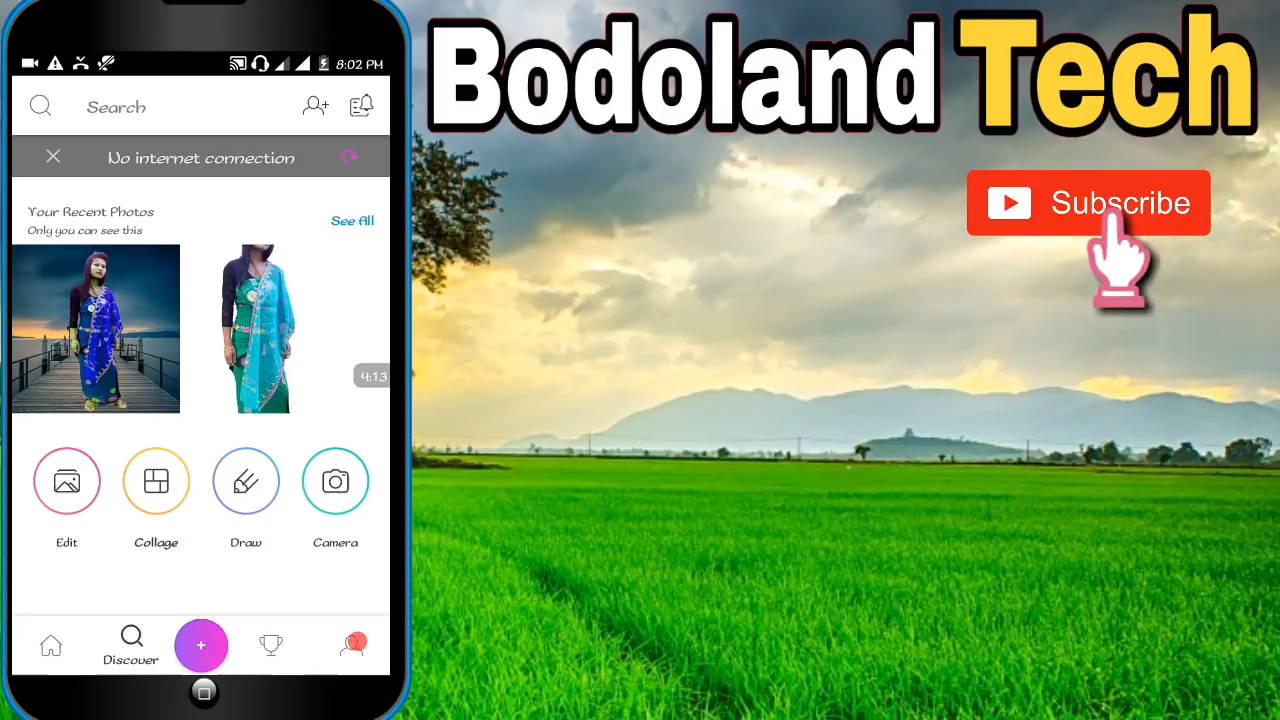 Bodoland Tech
Subscribe
8:02 PM
Search
No internet connection
Your Recent Photos
Only you can see this
See All
4:13
Edit
Collage
Draw
Camera
Discover